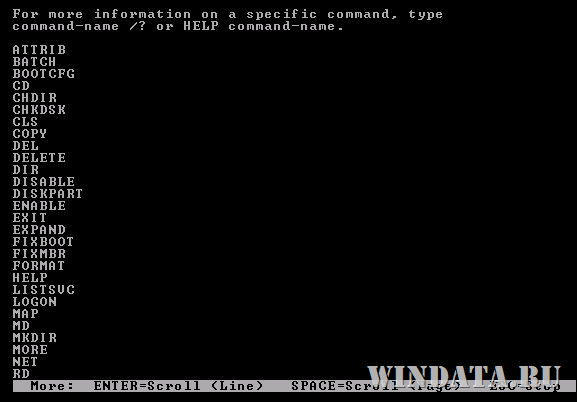 For more information on a specific command, type
command-name /? or HELP command-name.
ATTRIB
BATCH
BOOTCFG
CD
CHDIR
CHKDSK
CLS
COPY
DEL
DELETE
DIR
DISABLE
DISKPART
ENABLE
EXIT
EXPAND
FIXBOOT
FIXMBR
FORMAT
HELP
LISTSVC
LOGON
MAP
MD
MKDIR
MORE
NET
RD
More: ENTER=Scroll (Line) SPACE=Scroll (Page) ESC=Stop
WINDATA.RU